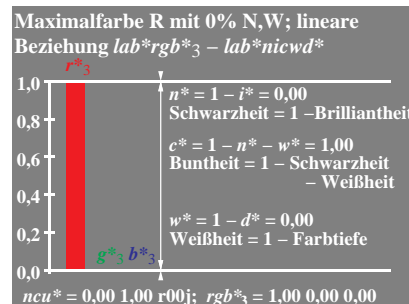 Maximalfarbe R mit 0% N,W; lineare
Beziehung lab*rgb*3 – lab*nicwd*
r*3
1,0
n* = 1 – i* = 0,00
Schwarzheit = 1 –Brilliantheit
0,8
c* = 1 – n* – w* = 1,00
0,6
Buntheit = 1 – Schwarzheit
– Weißheit
0,4
w* = 1 – d* = 0,00
0,2
Weißheit = 1 – Farbtiefe
g*3 b*3
0,0
ncu* = 0,00 1,00 r00j; rgb*3 = 1,00 0,00 0,00